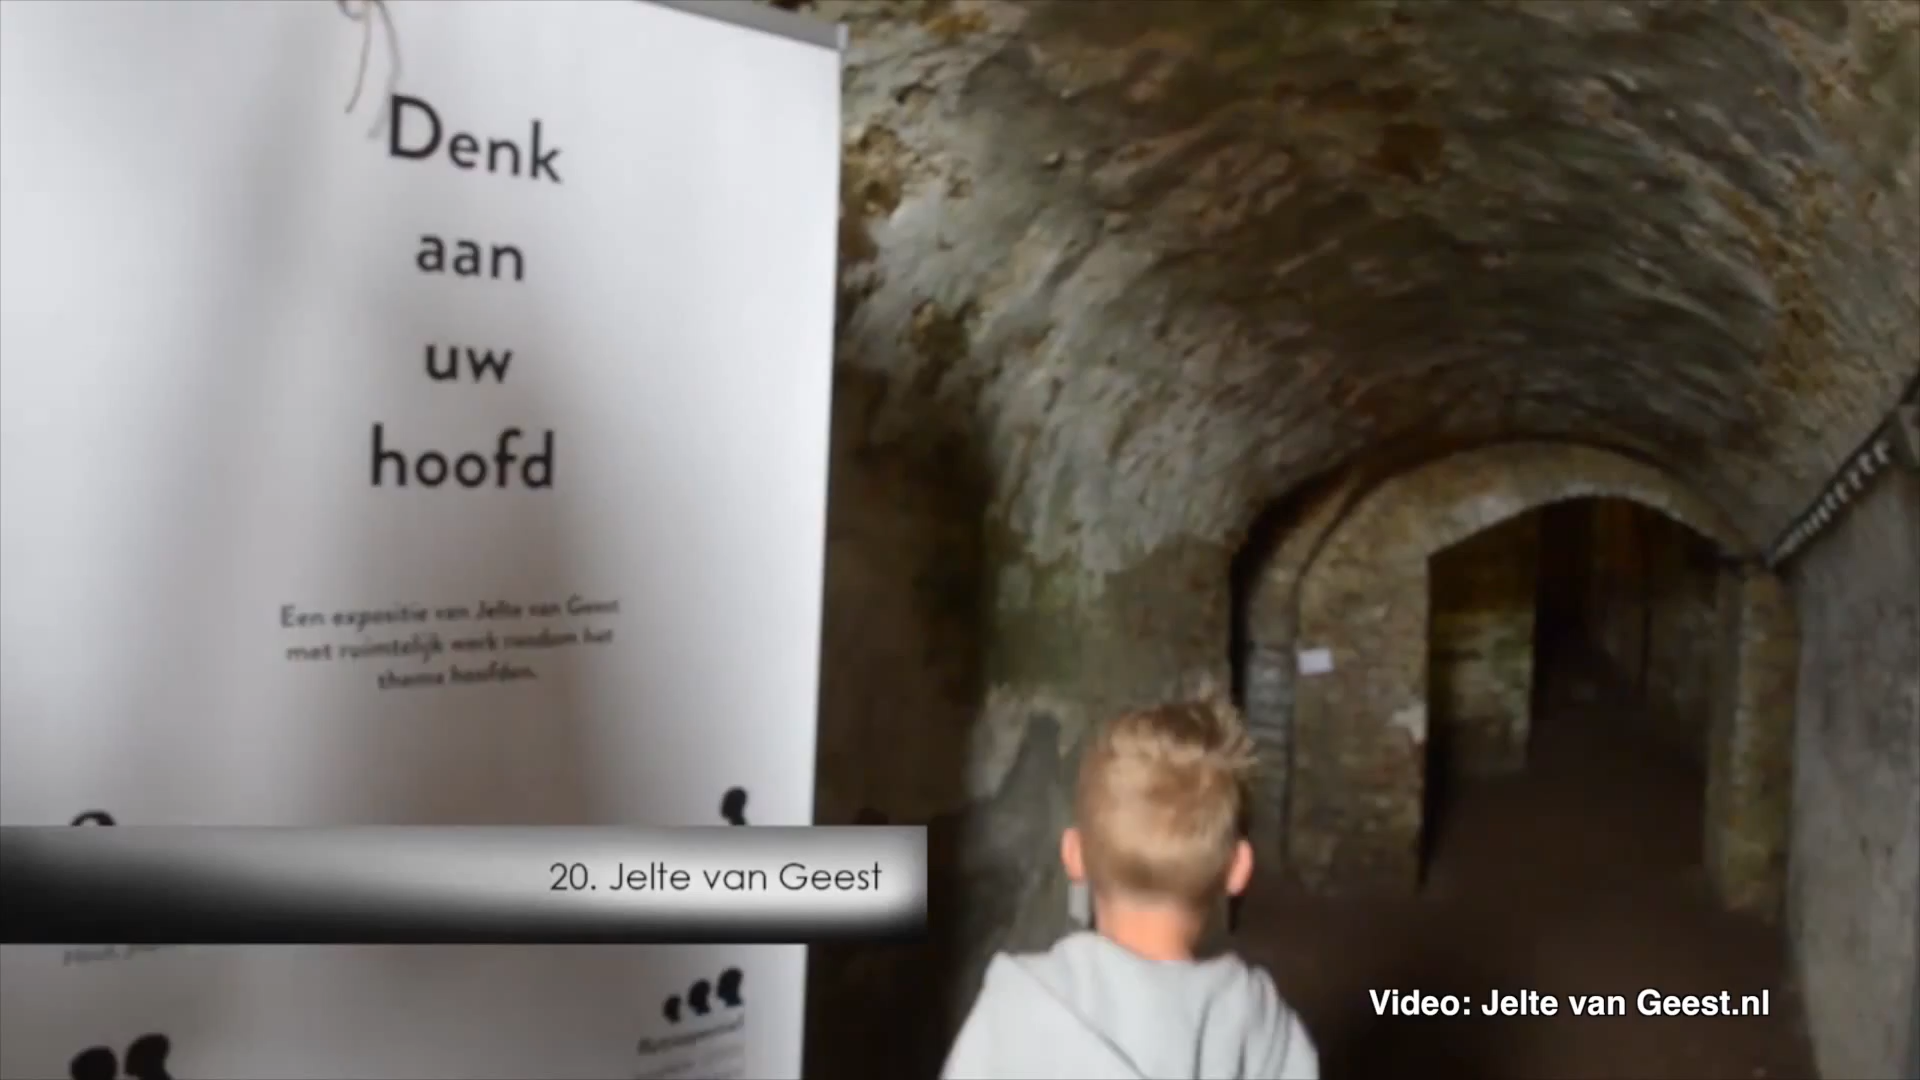 Denk
aan
uw
hoofd
Een expositie van Jelte van Geest
met ruimtelijk werk rondom het
thema hoofden.
20. Jelte van Geest
Video: Jelte van Geest.nl